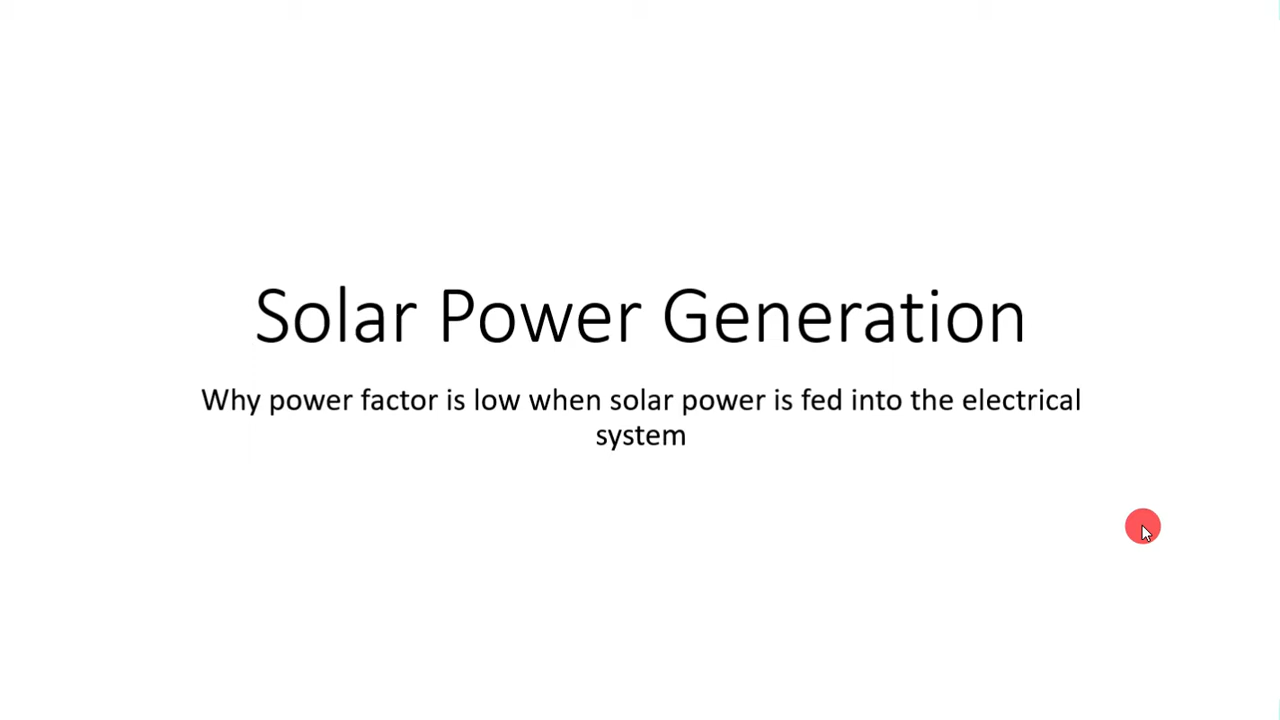 Solar Power Generation
Why power factor is low when solar power is fed into the electrical
system